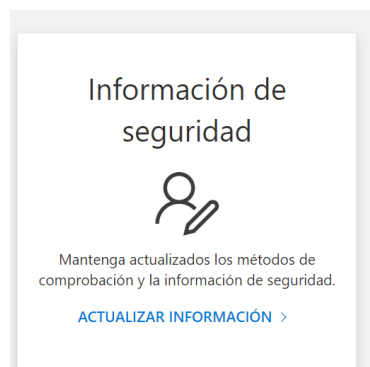 Información de
seguridad
Mantenga actualizados los métodos de
comprobación y la información de seguridad.
ACTUALIZAR INFORMACIÓN >